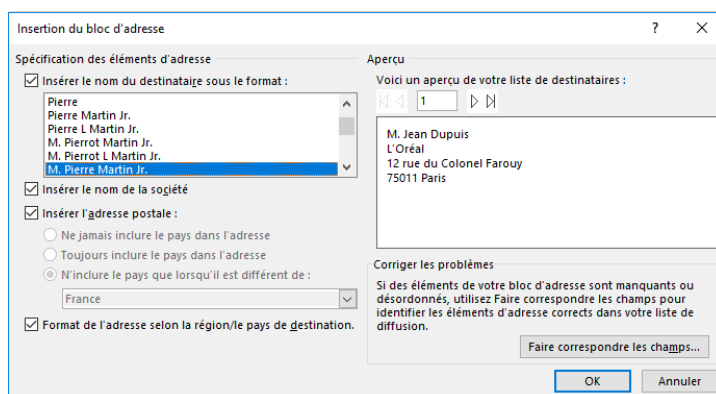 Insertion du bloc d'adresse
Spécification des éléments d'adresse
Insérer le nom du destinataire sous le format :
Pierre
Pierre Martin Jr.
Pierre L Martin Jr.
M. Pierrot Martin Jr.
M. Pierrot L Martin Jr.
M. Pierre Martin Jr.
Insérer le nom de la société
Insérer l'adresse postale :
Ne jamais inclure le pays dans l'adresse
Toujours inclure le pays dans l'adresse
N'inclure le pays que lorsqu'il est différent de :
France
Format de l'adresse selon la région/le pays de destination.
Aperçu
Voici un aperçu de votre liste de destinataires :
1
M. Jean Dupuis
L'Oréal
12 rue du Colonel Farouy
75011 Paris
Corriger les problèmes
Si des éléments de votre bloc d'adresse sont manquants ou
désordonnés, utilisez Faire correspondre les champs pour
identifier les éléments d'adresse corrects dans votre liste de
diffusion.
Faire correspondre les champs...
OK
Annuler